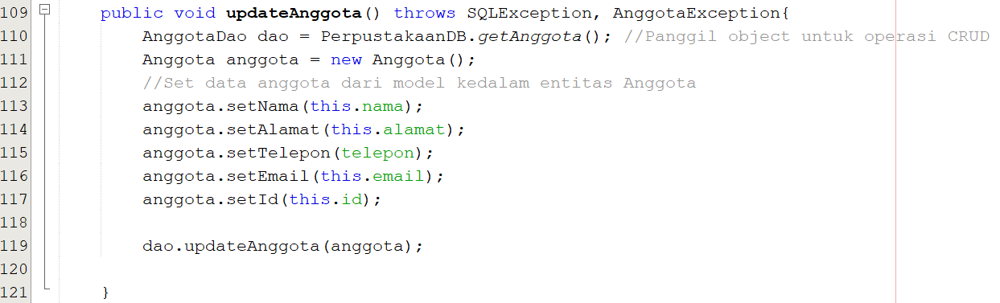 109 public void updateAnggota() throws SQLException, AnggotaException{
110 AnggotaDao dao = PerpustakaanDB.getAnggota(); //Panggil object untuk operasi CRUD
111 Anggota anggota = new Anggota();
112 //Set data anggota dari model kedalam entitas Anggota
113 anggota.setNama(this.nama);
114 anggota.setAlamat(this.alamat);
115 anggota.setTelepon(telepon);
116 anggota.setEmail(this.email);
117 anggota.setId(this.id);
118
119 dao.updateAnggota(anggota);
120
121 }